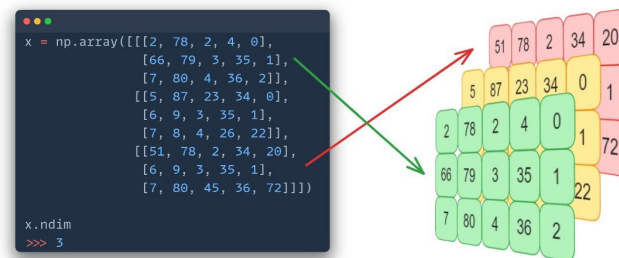 x = np.array([[[2, 78, 2, 4, 0],
[66, 79, 3, 35, 1],
[7, 80, 4, 36, 2]],
[[5, 87, 23, 34, 0],
[6, 9, 3, 35, 1],
[7, 8, 4, 26, 22]],
[[51, 78, 2, 34, 20],
[6, 9, 3, 35, 1],
[7, 80, 45, 36, 72]]])
x.ndim
>>> 3
51 78 2 34 20
5 87 23 34 0 1
2 78 2 4 0 1 72
66 79 3 35 1 22
7 80 4 36 2